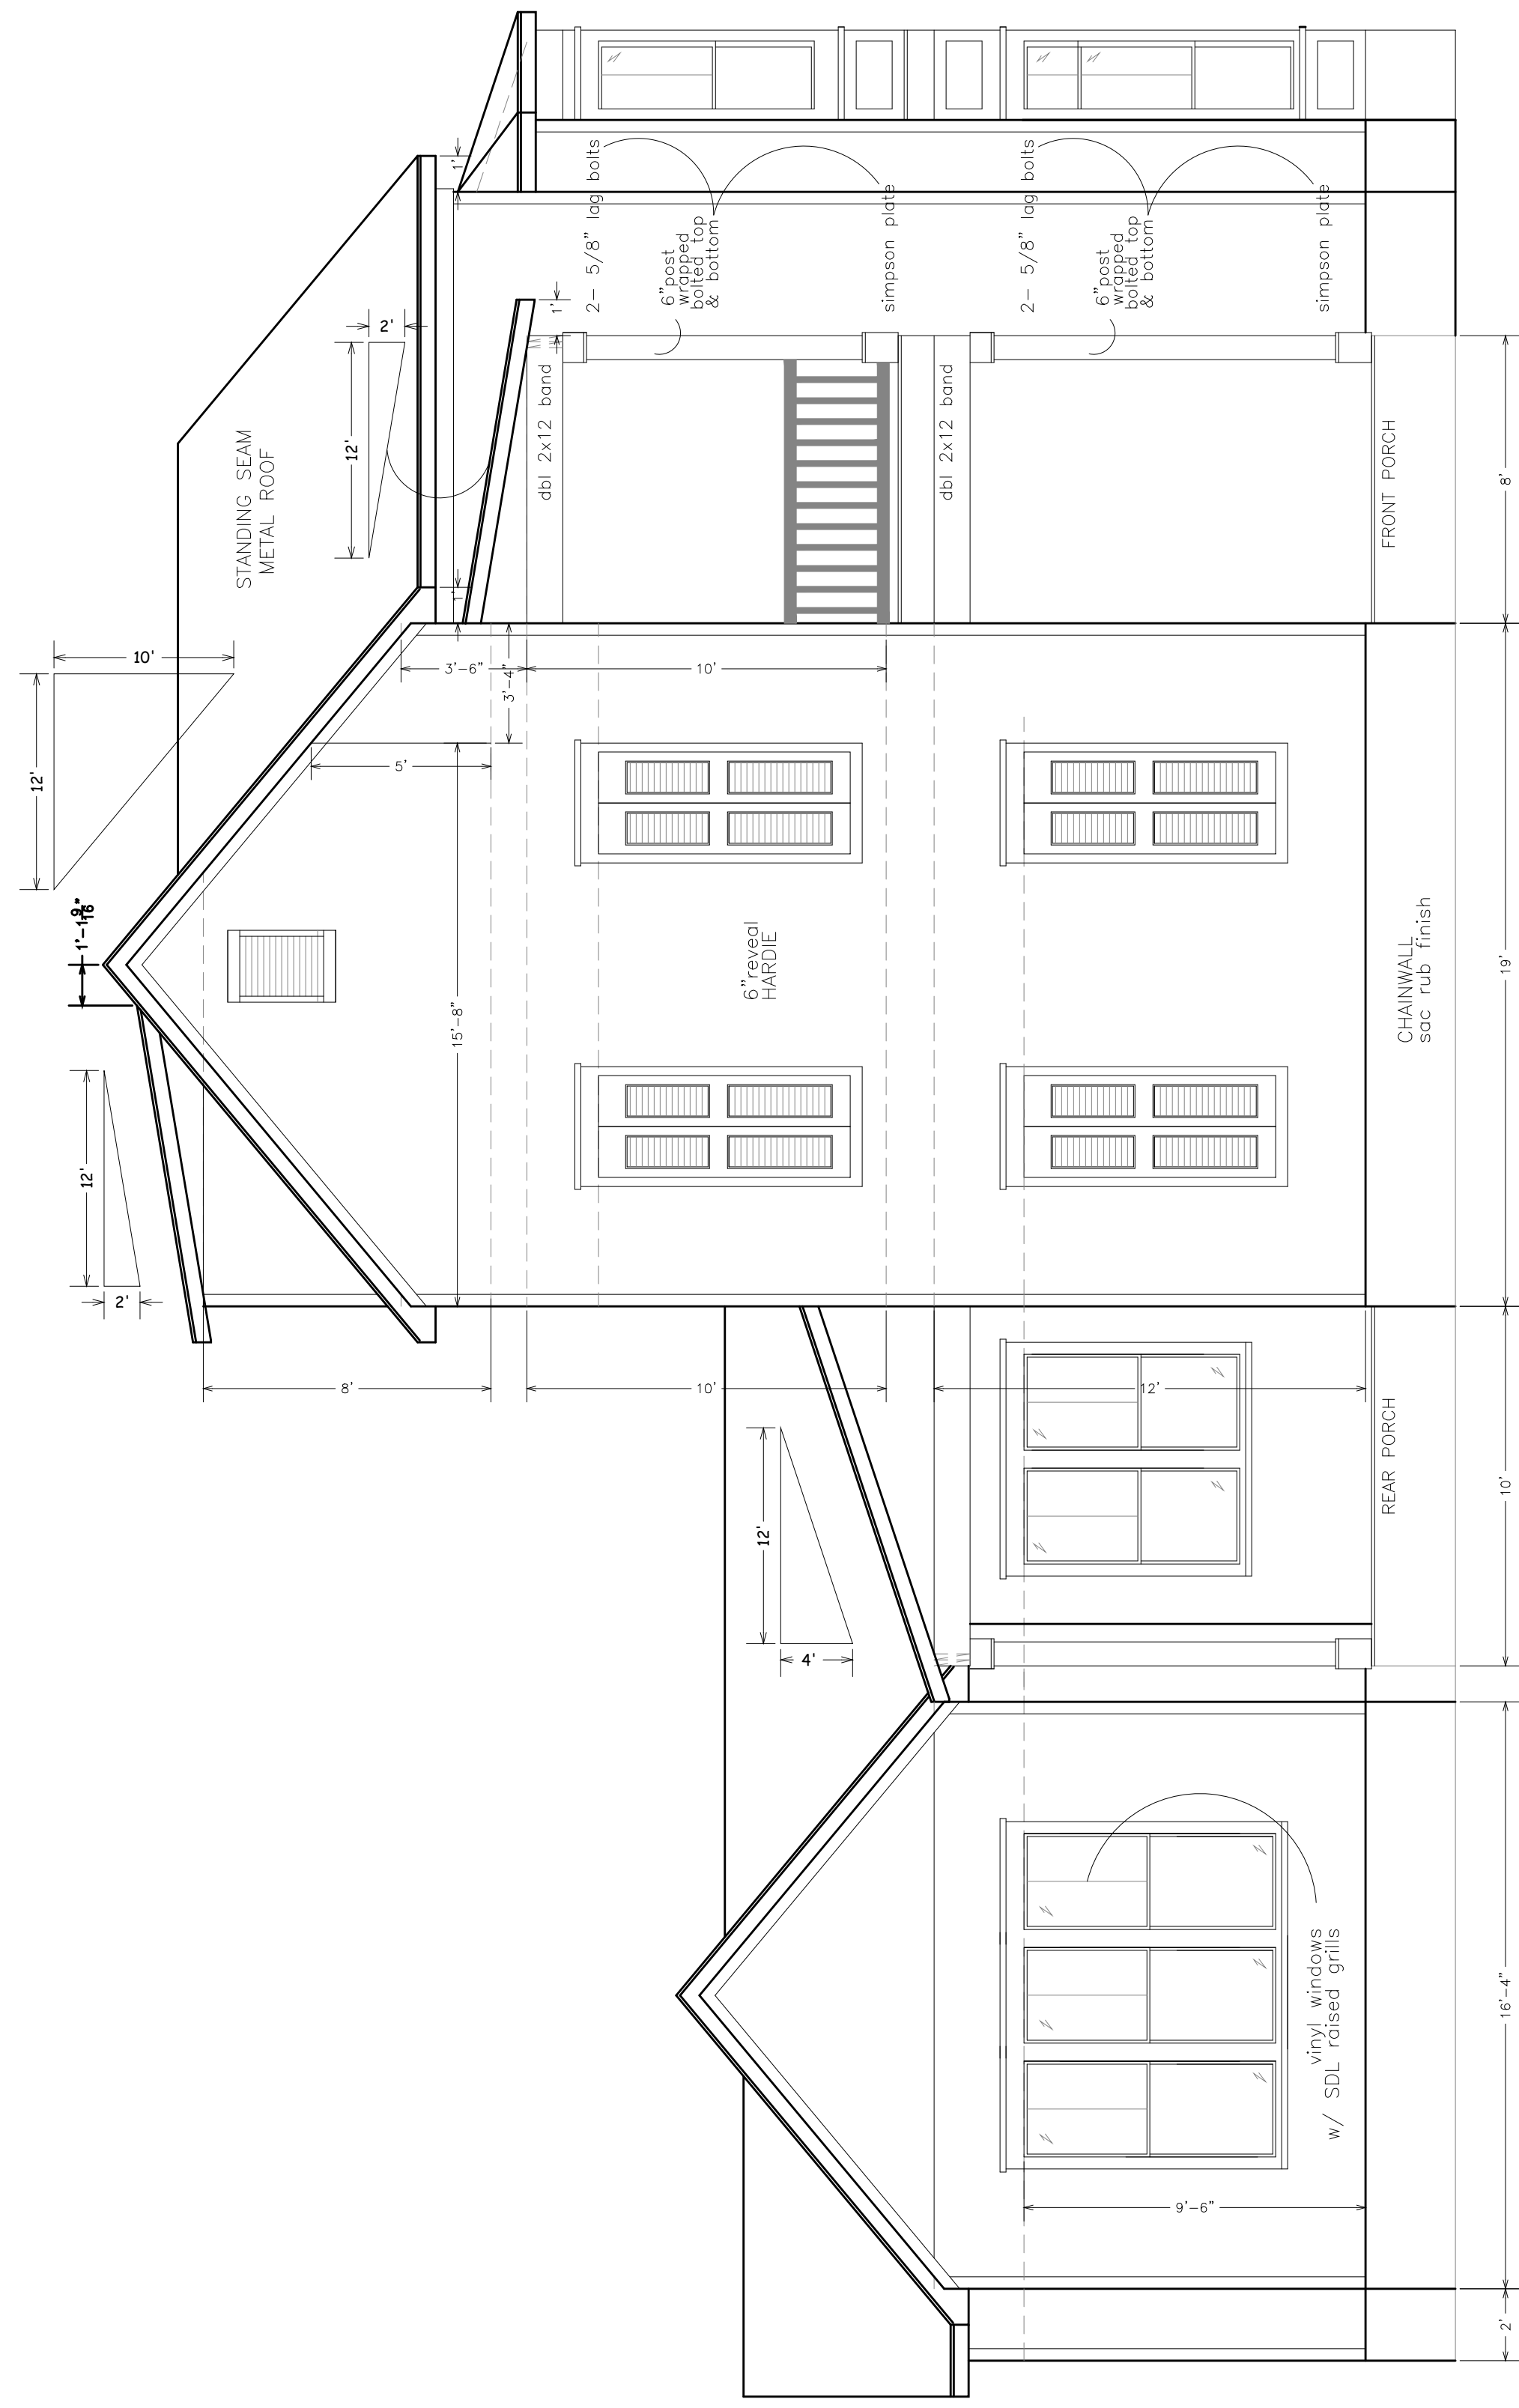 1'
2- 5/8" lag bolts
6"post
wrapped
bolted top
& bottom
simpson plate
2- 5/8" lag bolts
6"post
wrapped
bolted top
& bottom
simpson plate
1'
2'
12'
STANDING SEAM
METAL ROOF
dbl 2x12 band
dbl 2x12 band
FRONT PORCH
8'
1'
10'
12'
3'-6"
3'-4"
10'
5'
1'-1 9/16"
6"reveal
HARDIE
CHAINWALL
sac rub finish
19'
15'-8"
12'
2'
8'
10'
12'
REAR PORCH
10'
12'
4'
vinyl windows
w/ SDL raised grills
16'-4"
9'-6"
2'